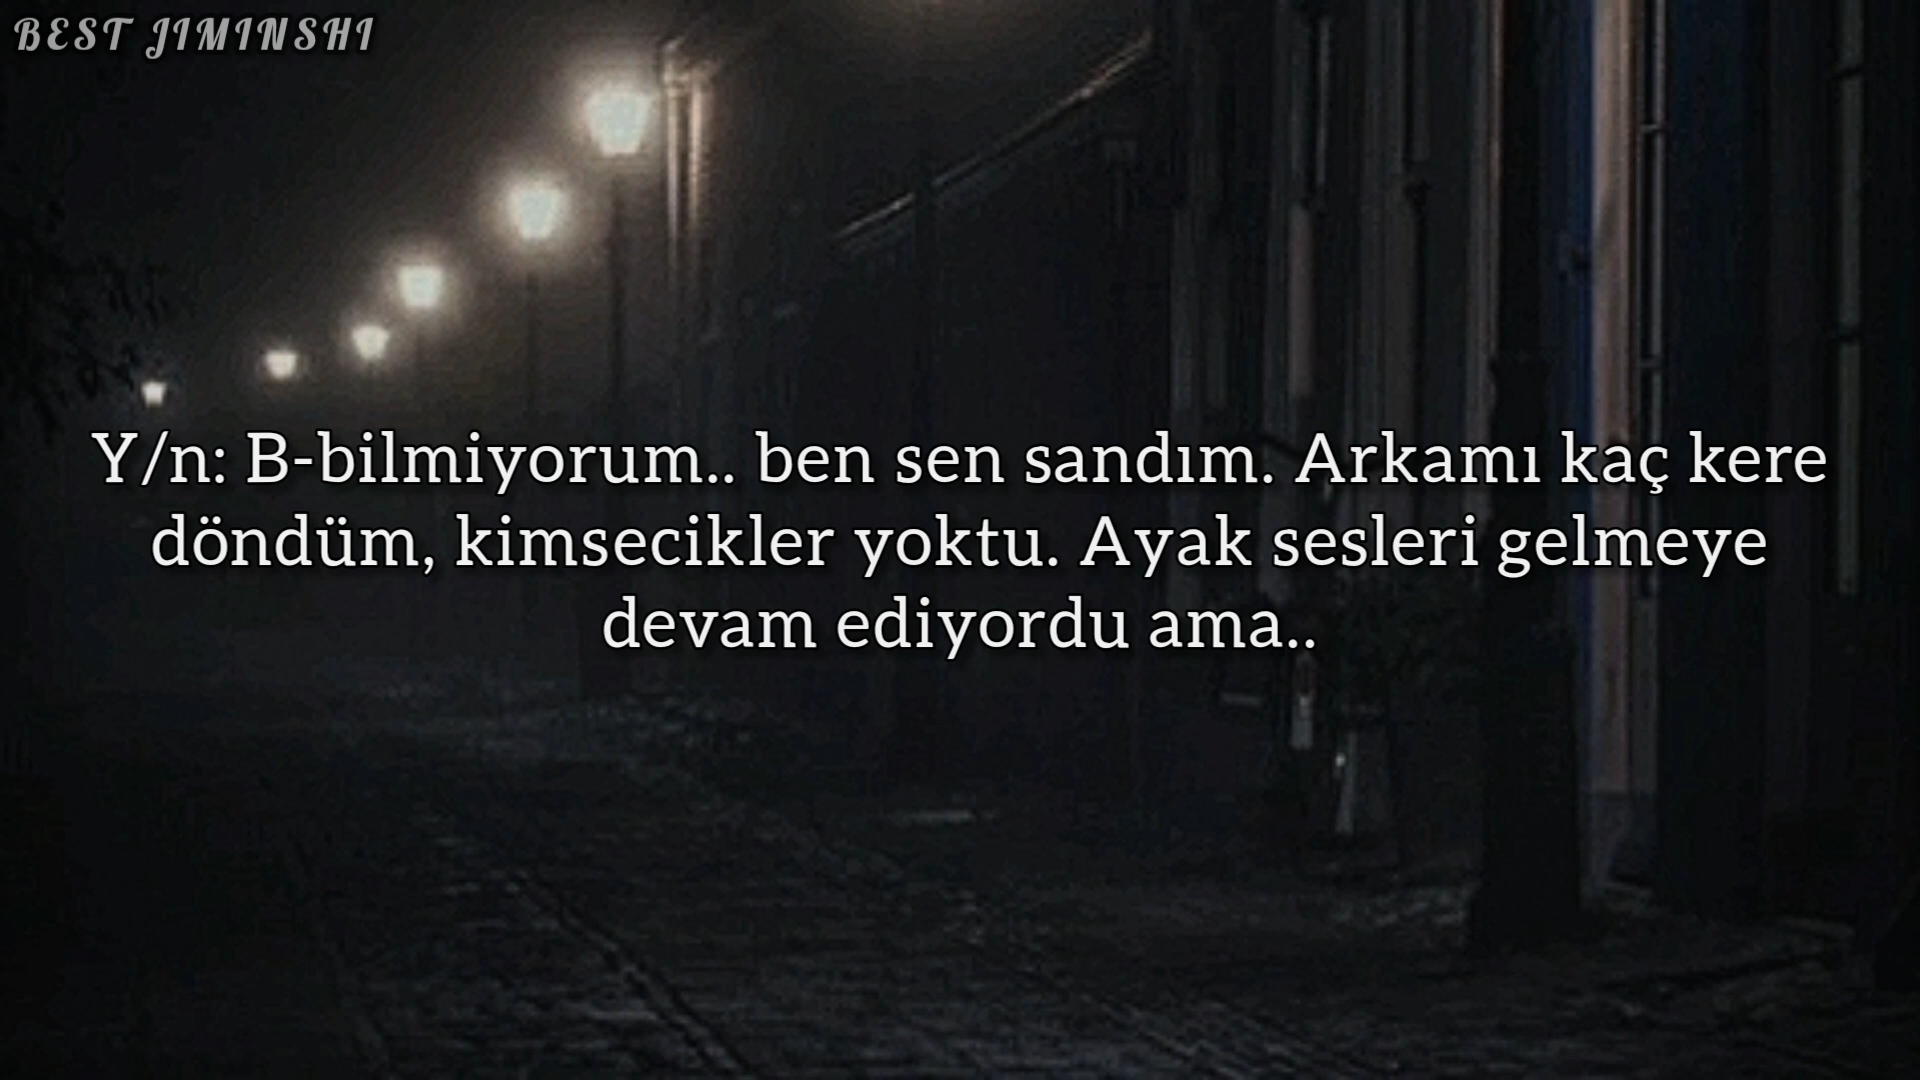 BEST JIMINSHI
Y/n: B-bilmiyorum.. ben sen sandım. Arkamı kaç kere
döndüm, kimsecikler yoktu. Ayak sesleri gelmeye
devam ediyordu ama..